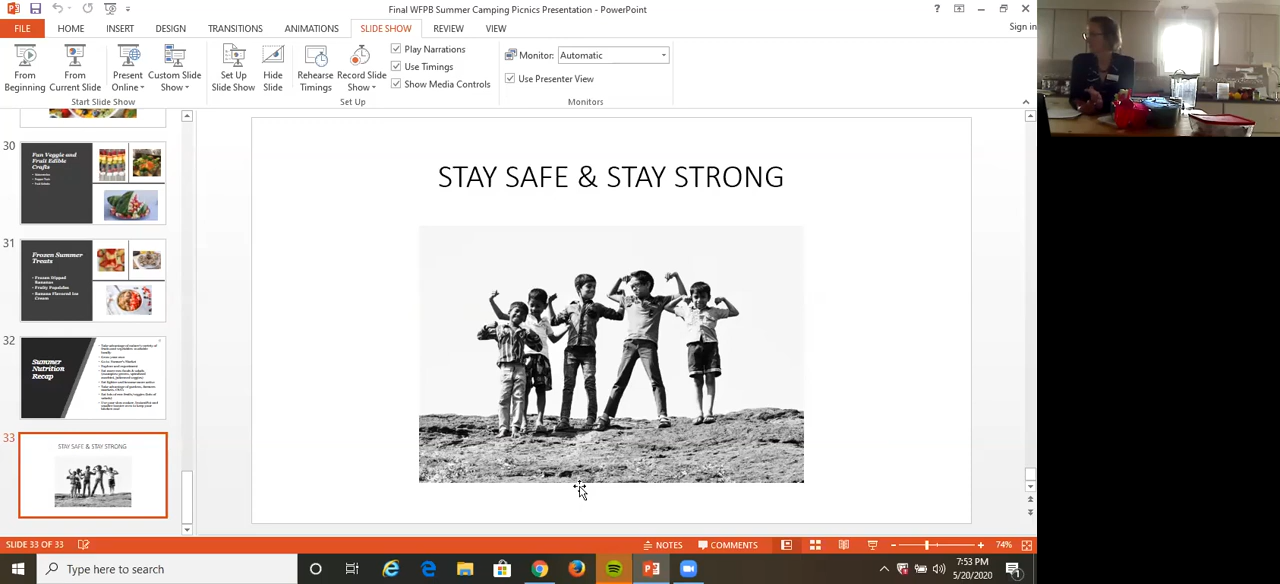 Final WFPB Summer Camping Picnics Presentation - PowerPoint
?
Sign in
FILE
HOME
INSERT
DESIGN
TRANSITIONS
ANIMATIONS
SLIDE SHOW
REVIEW
VIEW
From
Beginning
From
Current Slide
Present
Online
Custom Slide
Show
Start Slide Show
Set Up
Slide Show
Hide
Slide
Rehearse
Timings
Record Slide
Show
Play Narrations
Use Timings
Show Media Controls
Set Up
Monitor: Automatic
Use Presenter View
Monitors
30
Fun Veggie and
Fruit Edible
Crafts
31
Frozen Summer
Treats
Frozen Dipped
Bananas
Fruity Popsicles
Banana Flavored Ice
Cream
32
Summer
Nutrition
Recap
33
STAY SAFE & STAY STRONG
STAY SAFE & STAY STRONG
SLIDE 33 OF 33
NOTES
COMMENTS
74%
Type here to search
7:53 PM
5/20/2020